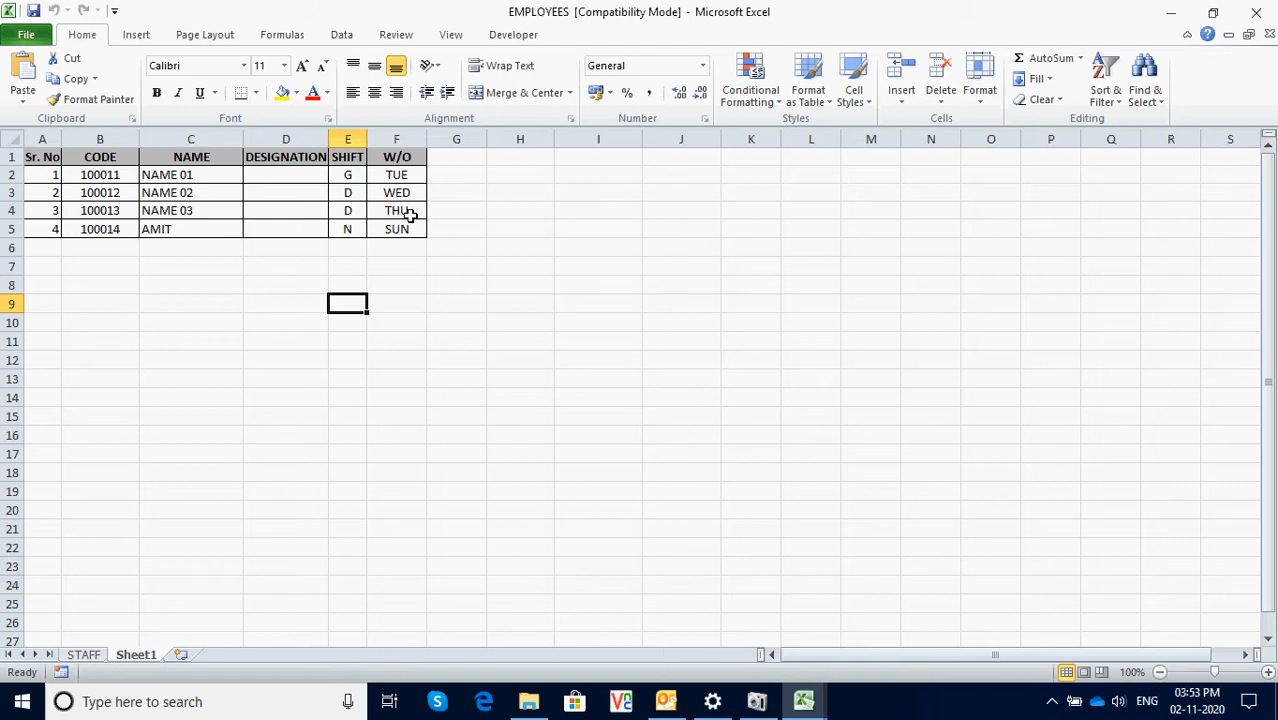 EMPLOYEES [Compatibility Mode] - Microsoft Excel
File Home Insert Page Layout Formulas Data Review View Developer
Cut
Copy
Format Painter
Paste
Clipboard
Calibri 11
B I U A
Font
Wrap Text
Merge & Center
Alignment
General
%
Number
Conditional Formatting
Format as Table
Cell Styles
Styles
Insert Delete Format
Cells
Σ AutoSum
Fill
Clear
Sort & Filter
Find & Select
Editing
A B C D E F G H I J K L M N O P Q R S
1 Sr. No CODE NAME DESIGNATION SHIFT W/O
2 1 100011 NAME 01 G TUE
3 2 100012 NAME 02 D WED
4 3 100013 NAME 03 D THU
5 4 100014 AMIT N SUN
6
7
8
9
10
11
12
13
14
15
16
17
18
19
20
21
22
23
24
25
26
27
STAFF Sheet1
Ready 100%
Type here to search
ENG
03:53 PM
02-11-2020